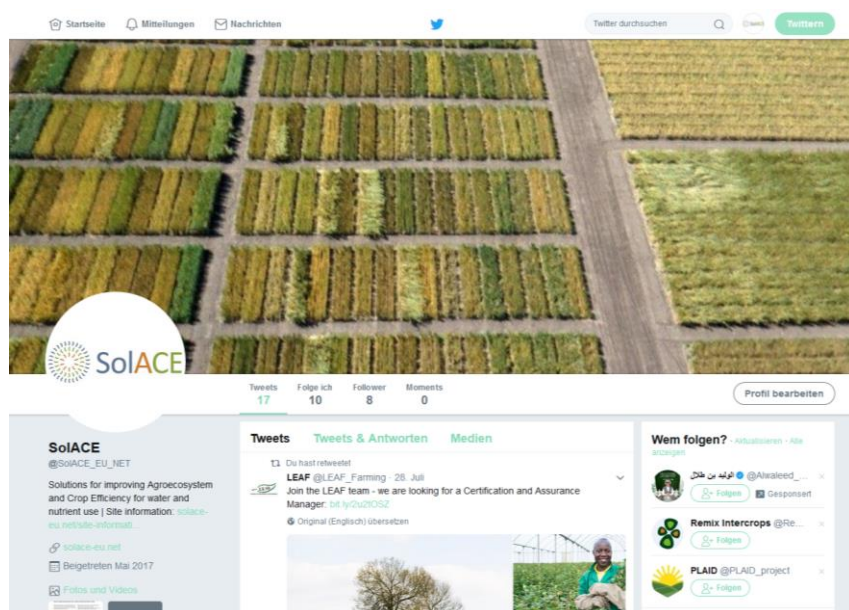 Startseite
Mitteilungen
Nachrichten
Twitter durchsuchen
Twittern
SolACE
Tweets
17
Folge ich
10
Follower
8
Moments
0
Profil bearbeiten
SolACE
@SolACE_EU_NET
Solutions for improving Agroecosystem
and Crop Efficiency for water and
nutrient use | Site information: solace-
eu.net/site-informati...
solace-eu.net
Beigetreten Mai 2017
Fotos und Videos
Tweets
Tweets & Antworten
Medien
Du hast retweetet
LEAF @LEAF_Farming · 28. Juli
Join the LEAF team - we are looking for a Certification and Assurance
Manager:
Original (Englisch) übersetzen
Wem folgen? · Aktualisieren · Alle
anzeigen
الوليد بن طلال @Alwaleed_...
Folgen
Gesponsert
Remix Intercrops @Re...
Folgen
PLAID @PLAID_project
Folgen